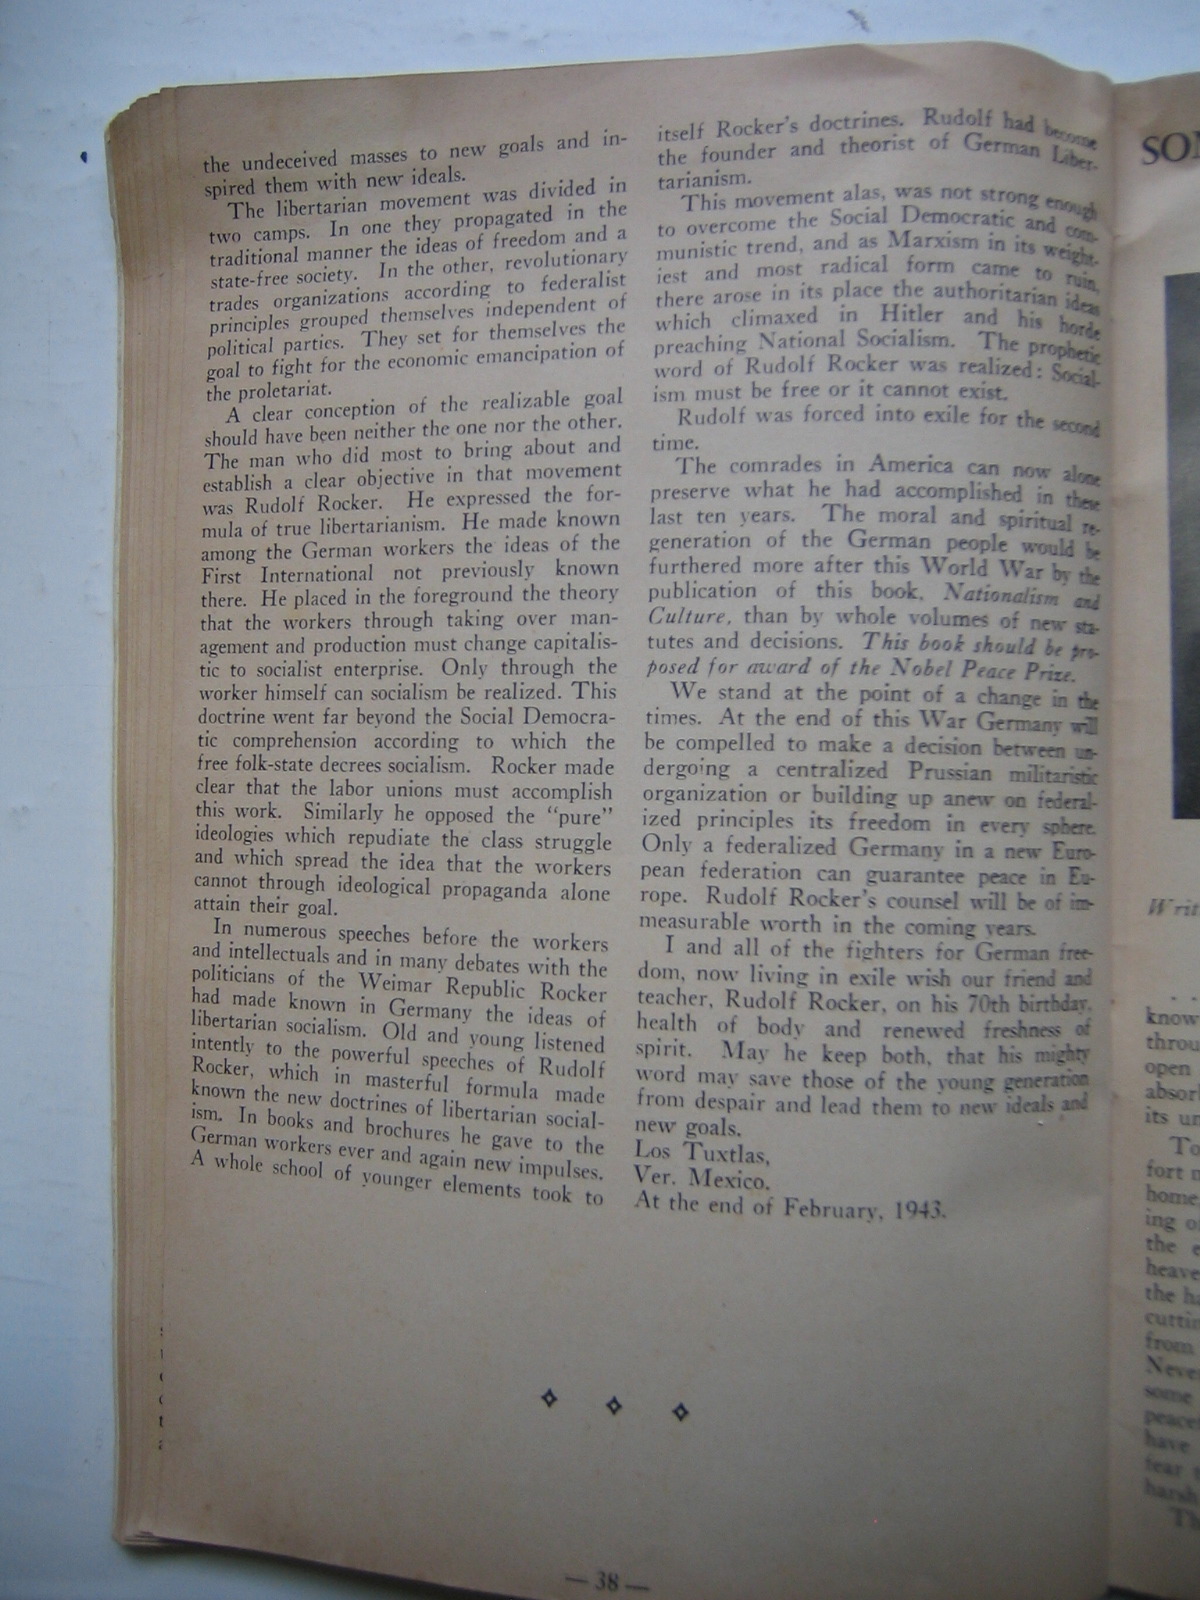 the undeceived masses to new goals and in-
spired them with new ideals.
The libertarian movement was divided in
two camps. In one they propagated in the
traditional manner the ideas of freedom and a
state-free society. In the other, revolutionary
trades organizations according to federalist
principles grouped themselves independent of
political parties. They set for themselves the
goal to fight for the economic emancipation of
the proletariat.
A clear conception of the realizable goal
should have been neither the one nor the other.
The man who did most to bring about and
establish a clear objective in that movement
was Rudolf Rocker. He expressed the for-
mula of true libertarianism. He made known
among the German workers the ideas of the
First International not previously known
there. He placed in the foreground the theory
that the workers through taking over man-
agement and production must change capitalis-
tic to socialist enterprise. Only through the
worker himself can socialism be realized. This
doctrine went far beyond the Social Democra-
tic comprehension according to which the
free folk-state decrees socialism. Rocker made
clear that the labor unions must accomplish
this work. Similarly he opposed the "pure"
ideologies which repudiate the class struggle
and which spread the idea that the workers
cannot through ideological propaganda alone
attain their goal.
In numerous speeches before the workers
and intellectuals and in many debates with the
politicians of the Weimar Republic Rocker
had made known in Germany the ideas of
libertarian socialism. Old and young listened
intently to the powerful speeches of Rudolf
Rocker, which in masterful formula made
known the new doctrines of libertarian social-
ism. In books and brochures he gave to the
German workers ever and again new impulses.
A whole school of younger elements took to
itself Rocker's doctrines. Rudolf had become
the founder and theorist of German Liber-
tarianism.
This movement alas, was not strong enough
to overcome the Social Democratic and com-
munistic trend, and as Marxism in its weight-
iest and most radical form came to ruin,
there arose in its place the authoritarian ideas
which climaxed in Hitler and his horde
preaching National Socialism. The prophetic
word of Rudolf Rocker was realized: Social-
ism must be free or it cannot exist.
Rudolf was forced into exile for the second
time.
The comrades in America can now alone
preserve what he had accomplished in these
last ten years. The moral and spiritual re-
generation of the German people would be
furthered more after this World War by the
publication of this book, Nationalism and
Culture, than by whole volumes of new sta-
tutes and decisions. This book should be pro-
posed for award of the Nobel Peace Prize.
We stand at the point of a change in the
times. At the end of this War Germany will
be compelled to make a decision between un-
dergoing a centralized Prussian militaristic
organization or building up anew on federal-
ized principles its freedom in every sphere.
Only a federalized Germany in a new Euro-
pean federation can guarantee peace in Eu-
rope. Rudolf Rocker's counsel will be of im-
measurable worth in the coming years.
I and all of the fighters for German free-
dom, now living in exile wish our friend and
teacher, Rudolf Rocker, on his 70th birthday,
health of body and renewed freshness of
spirit. May he keep both, that his mighty
word may save those of the young generation
from despair and lead them to new ideals and
new goals.
Los Tuxtlas,
Ver. Mexico.
At the end of February, 1943.
— 38 —
know
throu
open
absor
its un
To
fort n
home,
ing o
the e
heave
the ha
cuttin
from
Never
some
peace
have
fear
harsh
Th